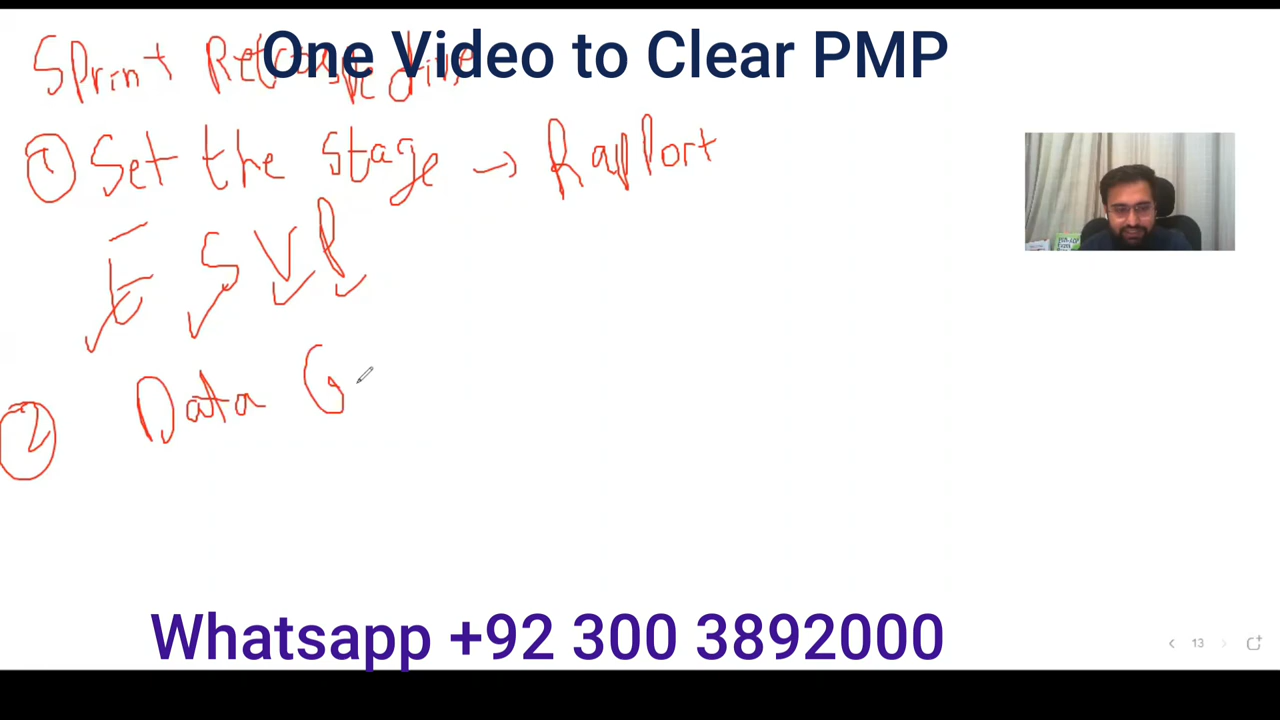 One Video to Clear PMP
Sprint Retrospective
1 Set the Stage → Rapport
E S V P
2 Data G
Whatsapp +92 300 3892000
13